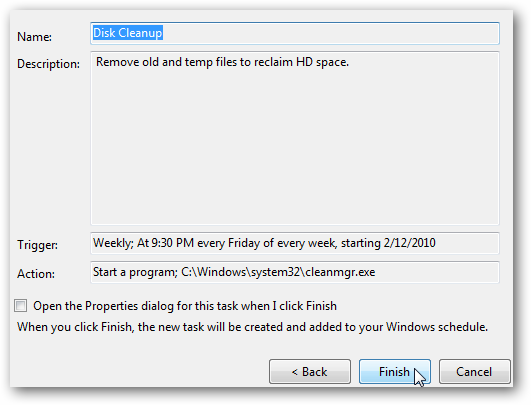 Name: Disk Cleanup
Description: Remove old and temp files to reclaim HD space.
Trigger: Weekly; At 9:30 PM every Friday of every week, starting 2/12/2010
Action: Start a program; C:\Windows\system32\cleanmgr.exe
Open the Properties dialog for this task when I click Finish
When you click Finish, the new task will be created and added to your Windows schedule.
< Back Finish Cancel